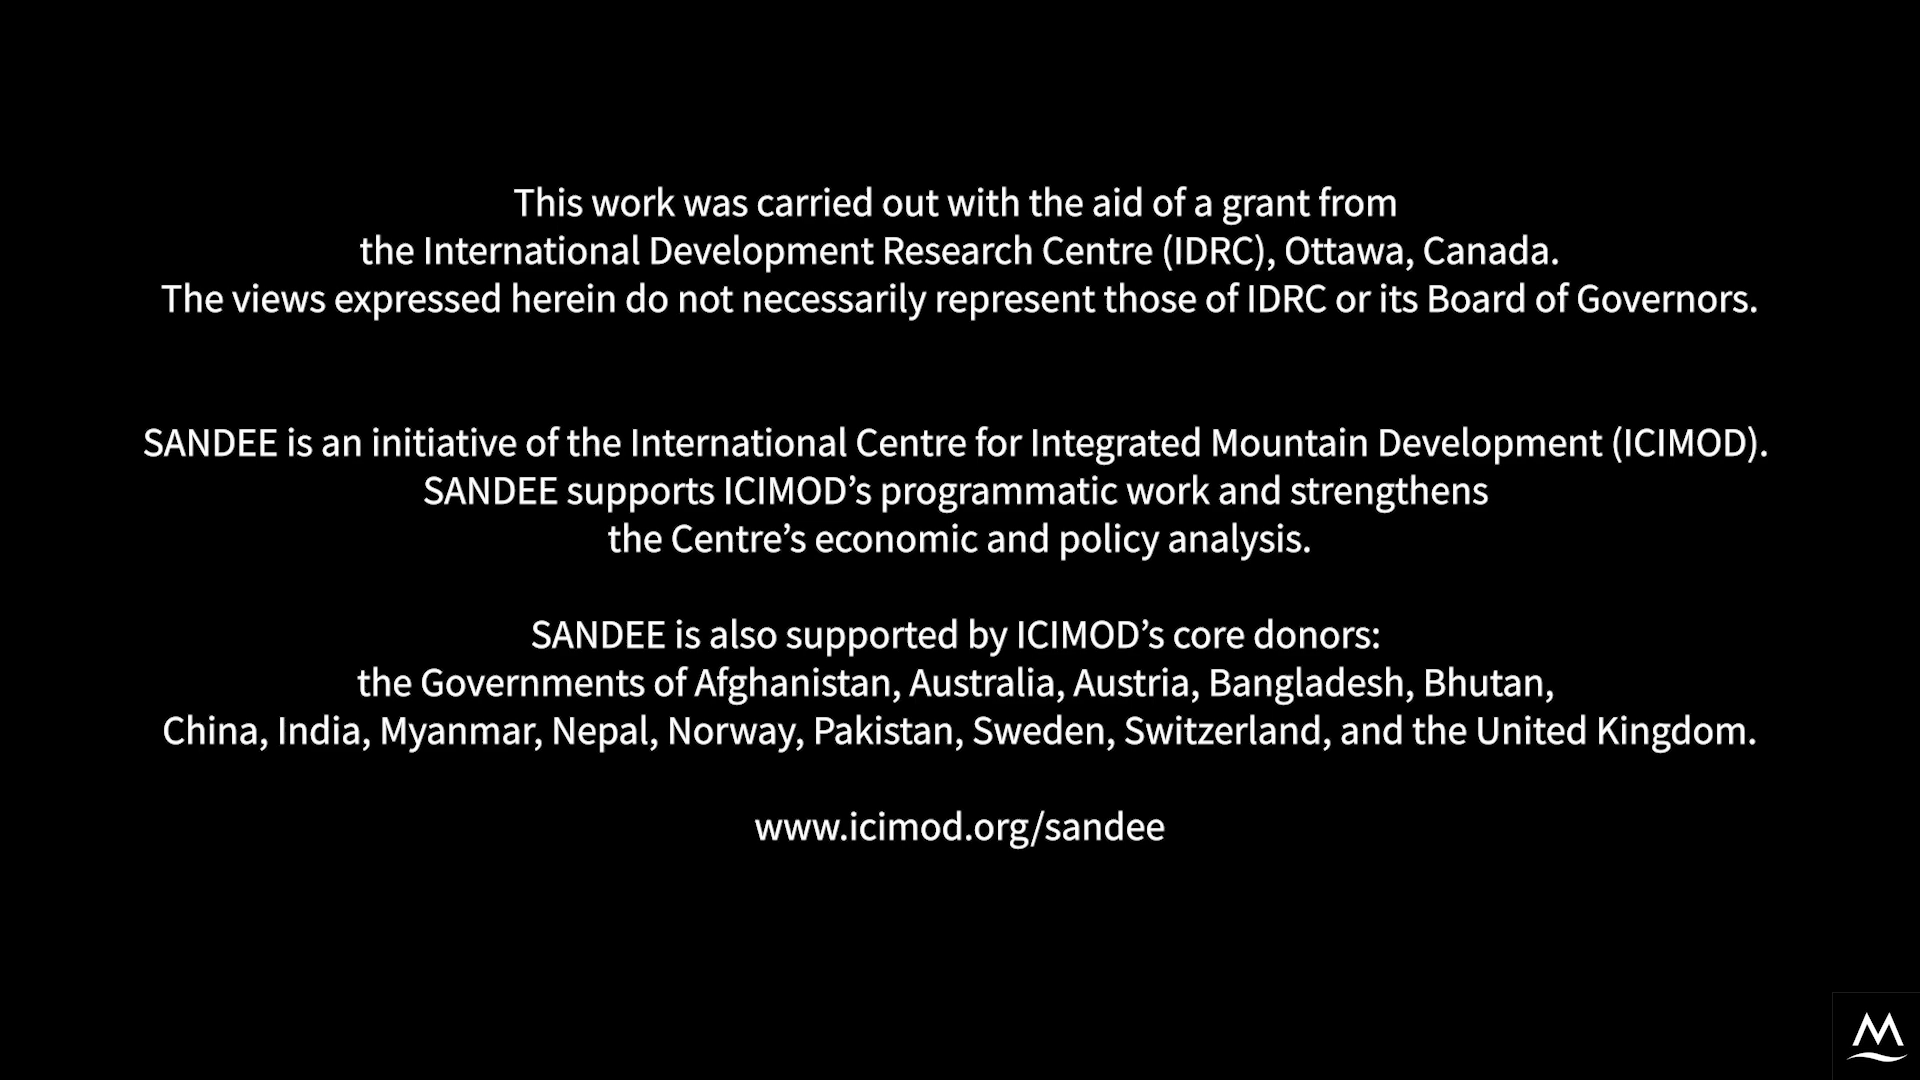 This work was carried out with the aid of a grant from
the International Development Research Centre (IDRC), Ottawa, Canada.
The views expressed herein do not necessarily represent those of IDRC or its Board of Governors.
SANDEE is an initiative of the International Centre for Integrated Mountain Development (ICIMOD).
SANDEE supports ICIMOD’s programmatic work and strengthens
the Centre’s economic and policy analysis.
SANDEE is also supported by ICIMOD’s core donors:
the Governments of Afghanistan, Australia, Austria, Bangladesh, Bhutan,
China, India, Myanmar, Nepal, Norway, Pakistan, Sweden, Switzerland, and the United Kingdom.
www.icimod.org/sandee